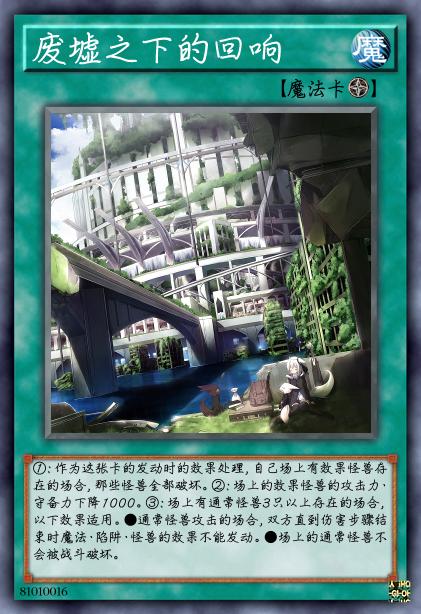 废墟之下的回响
魔
【魔法卡】
①:作为这张卡的发动时的效果处理,自己场上有效果怪兽存
在的场合,那些怪兽全部破坏。②:场上的效果怪兽的攻击力·
守备力下降1000。③:场上有通常怪兽3只以上存在的场合,
以下效果适用。●通常怪兽攻击的场合,双方直到伤害步骤结
束时魔法·陷阱·怪兽的效果不能发动。●场上的通常怪兽不
会被战斗破坏。
81010016